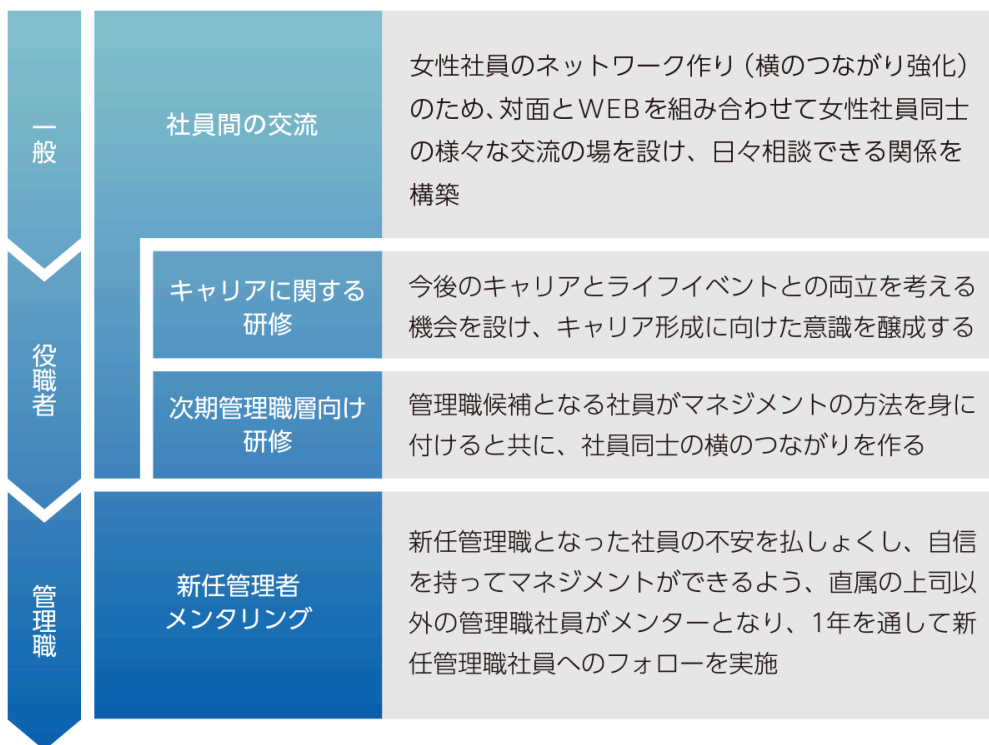 一般
社員間の交流
女性社員のネットワーク作り（横のつながり強化）
のため、対面とWEBを組み合わせて女性社員同士
の様々な交流の場を設け、日々相談できる関係を
構築
役職者
キャリアに関する
研修
今後のキャリアとライフイベントとの両立を考える
機会を設け、キャリア形成に向けた意識を醸成する
次期管理職層向け
研修
管理職候補となる社員がマネジメントの方法を身に
付けると共に、社員同士の横のつながりを作る
管理職
新任管理者
メンタリング
新任管理職となった社員の不安を払しょくし、自信
を持ってマネジメントができるよう、直属の上司以
外の管理職社員がメンターとなり、1年を通して新
任管理職社員へのフォローを実施